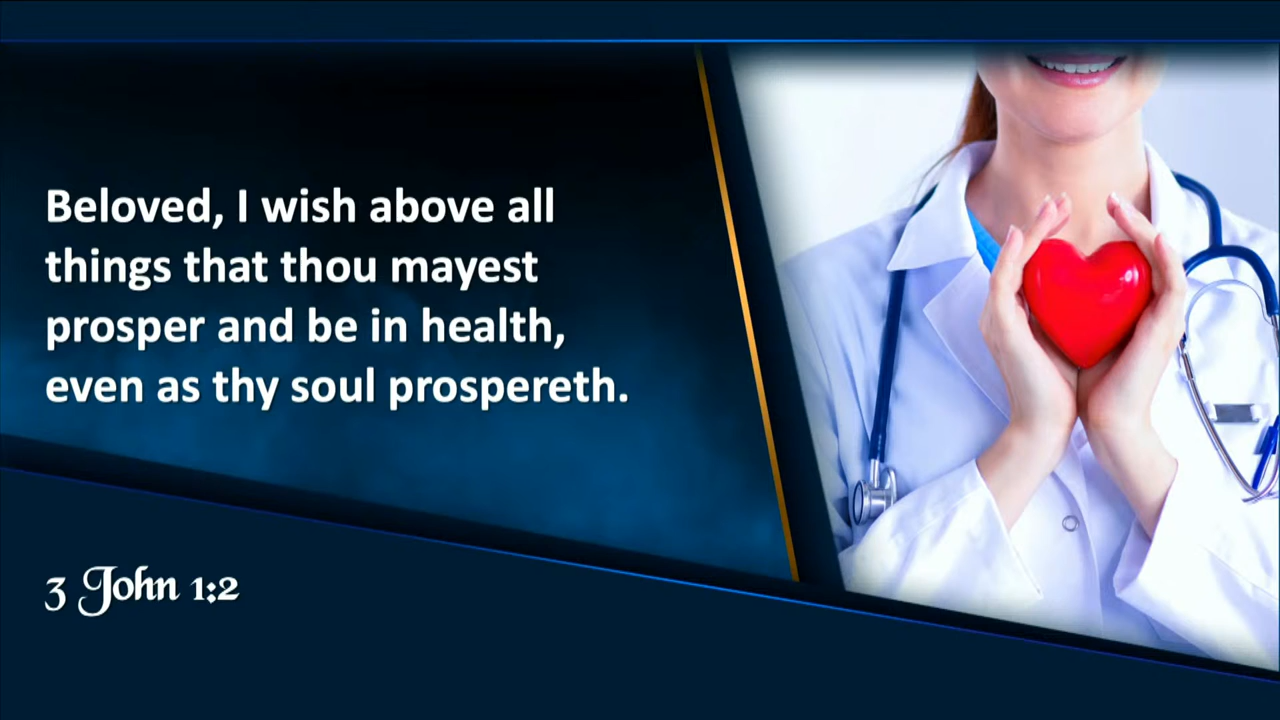 Beloved, I wish above all
things that thou mayest
prosper and be in health,
even as thy soul prospereth.
3 John 1:2